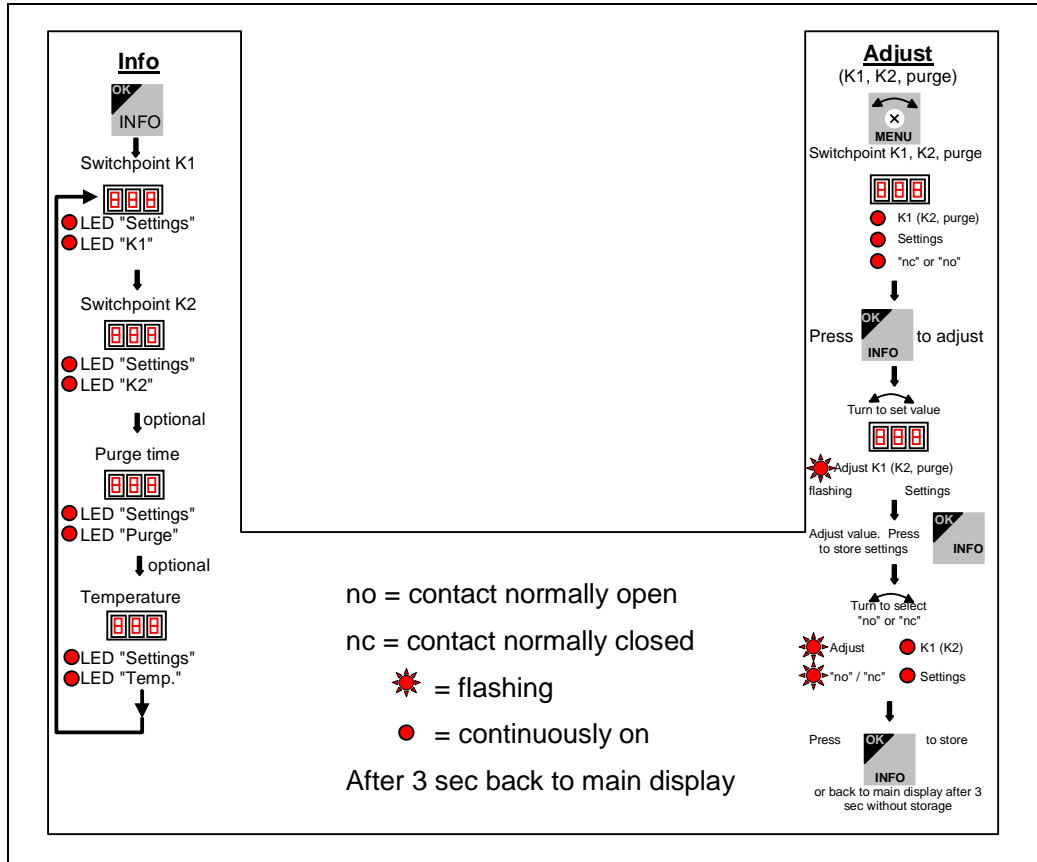 Info
OK
INFO
Switchpoint K1
LED "Settings"
LED "K1"
Switchpoint K2
LED "Settings"
LED "K2"
optional
Purge time
LED "Settings"
LED "Purge"
optional
Temperature
LED "Settings"
LED "Temp."
no = contact normally open
nc = contact normally closed
= flashing
= continuously on
After 3 sec back to main display
Adjust
(K1, K2, purge)
MENU
Switchpoint K1, K2, purge
K1 (K2, purge)
Settings
"nc" or "no"
Press OK INFO to adjust
Turn to set value
Adjust K1 (K2, purge)
flashing Settings
Adjust value. Press
to store settings
OK
INFO
Turn to select
"no" or "nc"
Adjust K1 (K2)
"no" / "nc" Settings
Press OK INFO to store
or back to main display after 3
sec without storage